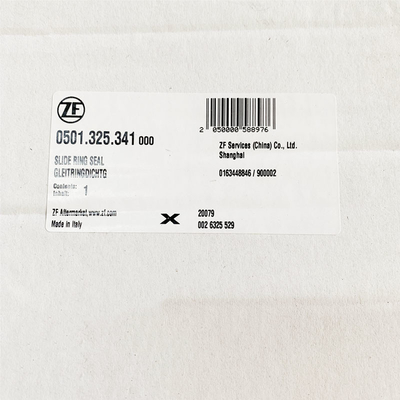 ZF
2 050000 588976
0501.325.341 000
ZF Services (China) Co., Ltd.
Shanghai
SLIDE RING SEAL
GLEITRINGDICHTG
0163448846 / 900002
Contents:
Inhalt: 1
ZF Aftermarket,www.zf.com
Made in Italy
X
20079
002 6325 529